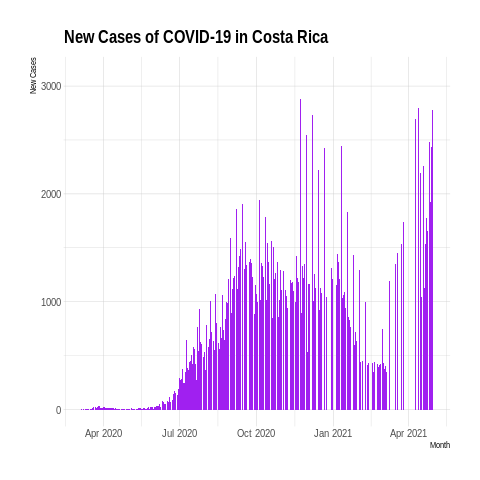 New Cases of COVID-19 in Costa Rica
New Cases
3000
2000
1000
0
Apr 2020 Jul 2020 Oct 2020 Jan 2021 Apr 2021
Month